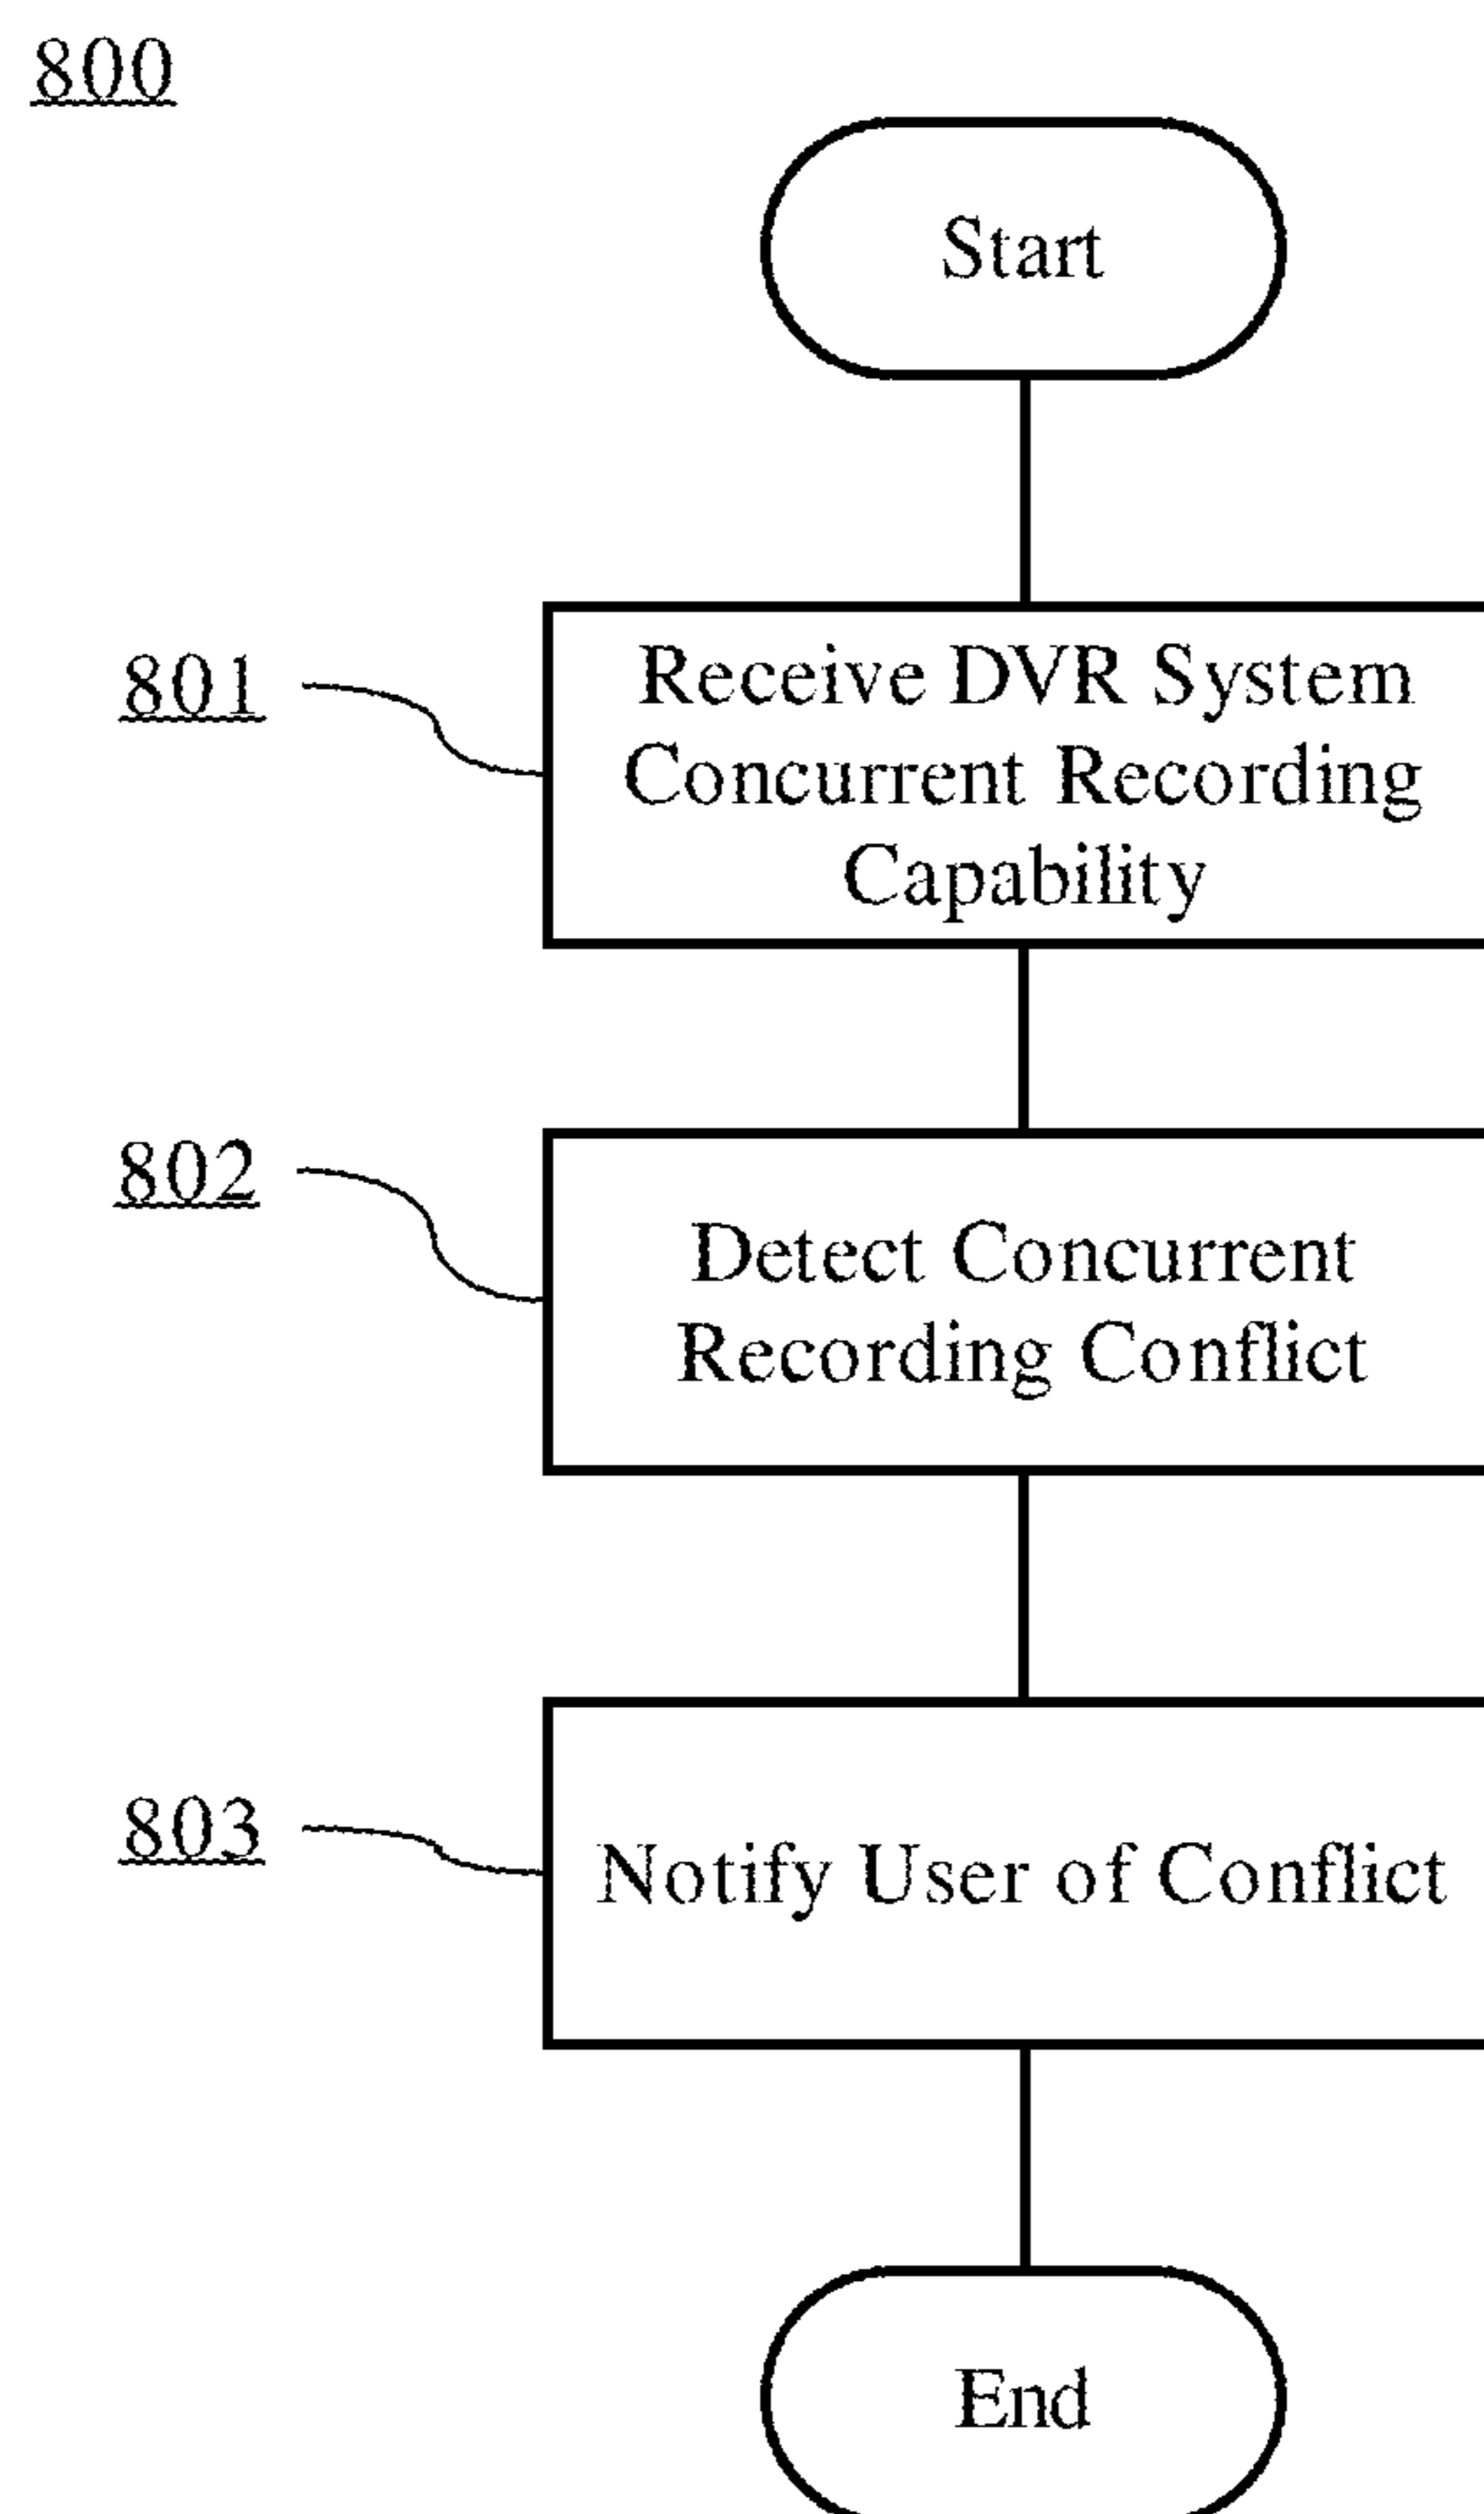 800
Start
801
Receive DVR System
Concurrent Recording
Capability
802
Detect Concurrent
Recording Conflict
803
Notify User of Conflict
End